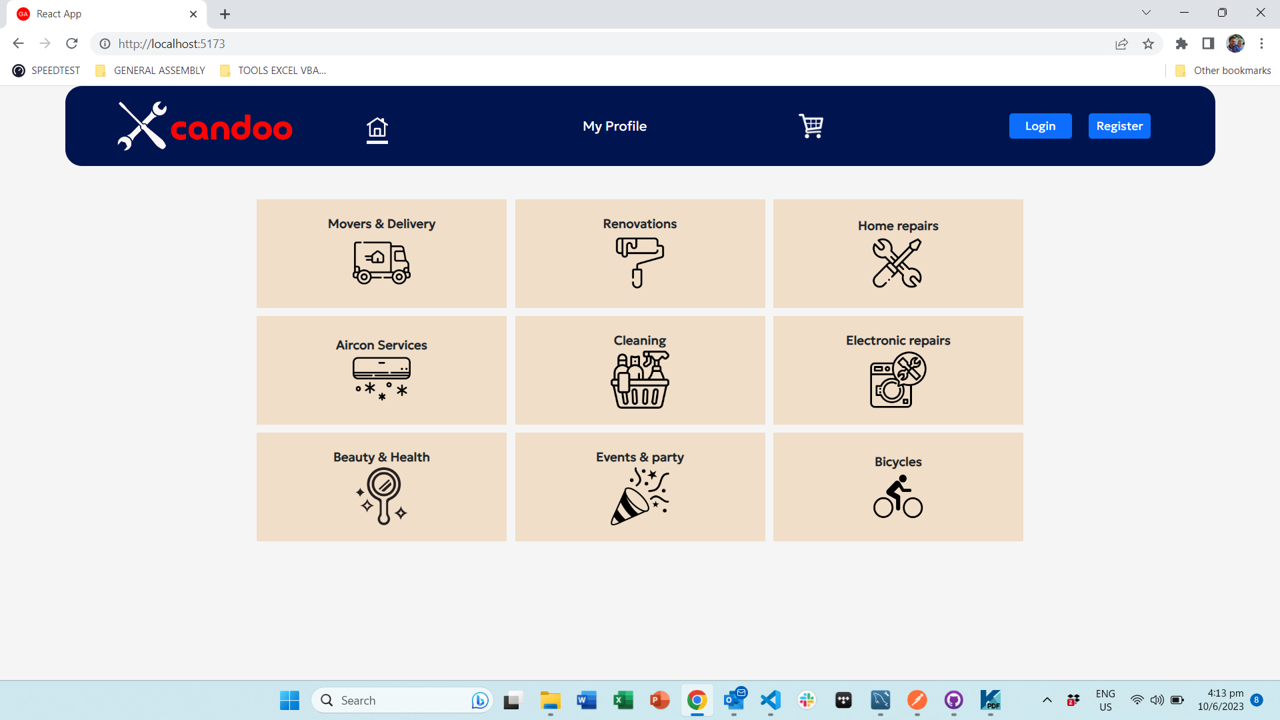 GA React App
http://localhost:5173
SPEEDTEST GENERAL ASSEMBLY TOOLS EXCEL VBA... Other bookmarks
candoo My Profile Login Register
Movers & Delivery Renovations Home repairs
Aircon Services Cleaning Electronic repairs
Beauty & Health Events & party Bicycles
Search ENG 4:13 pm
US 10/6/2023 8